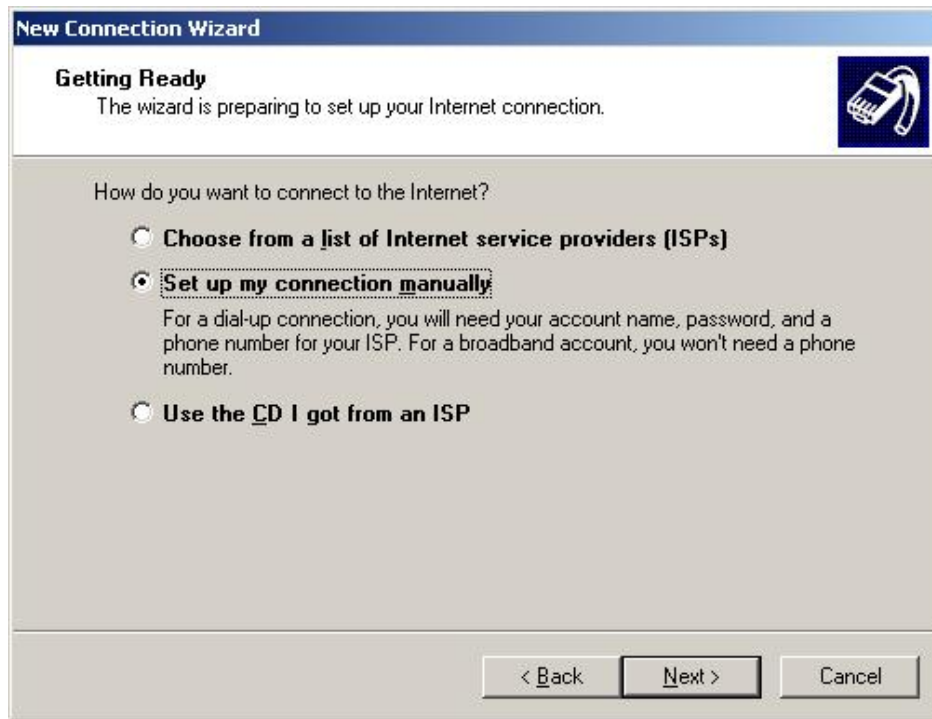 New Connection Wizard
Getting Ready
The wizard is preparing to set up your Internet connection.
How do you want to connect to the Internet?
Choose from a list of Internet service providers (ISPs)
Set up my connection manually
For a dial-up connection, you will need your account name, password, and a
phone number for your ISP. For a broadband account, you won't need a phone
number.
Use the CD I got from an ISP
< Back Next > Cancel